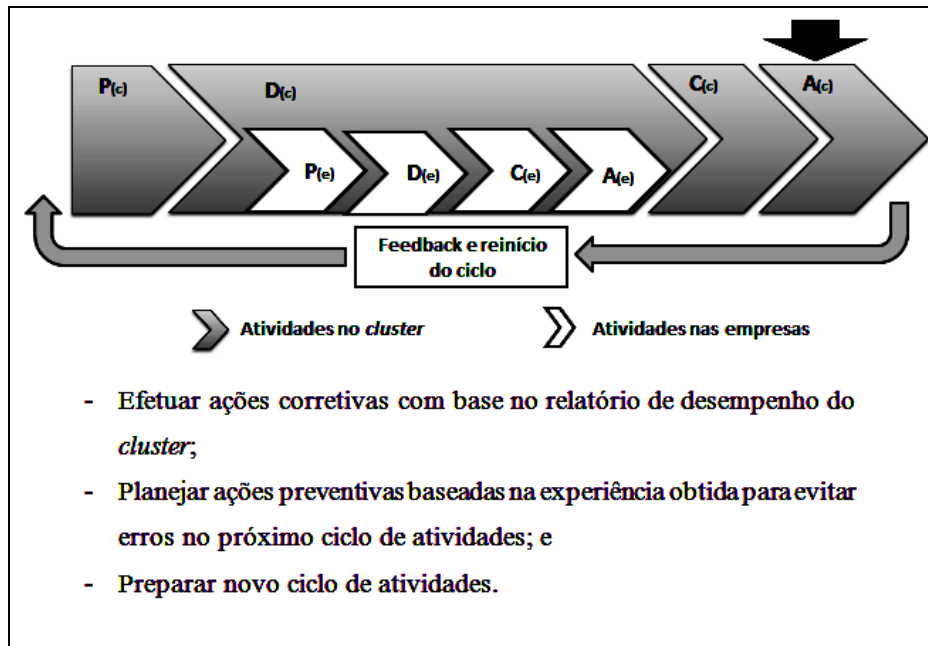 P(c)
D(c)
C(c)
A(c)
P(e)
D(e)
C(e)
A(e)
Feedback e reinício
do ciclo
Atividades no cluster
Atividades nas empresas
- Efetuar ações corretivas com base no relatório de desempenho do
cluster;
- Planejar ações preventivas baseadas na experiência obtida para evitar
erros no próximo ciclo de atividades; e
- Preparar novo ciclo de atividades.